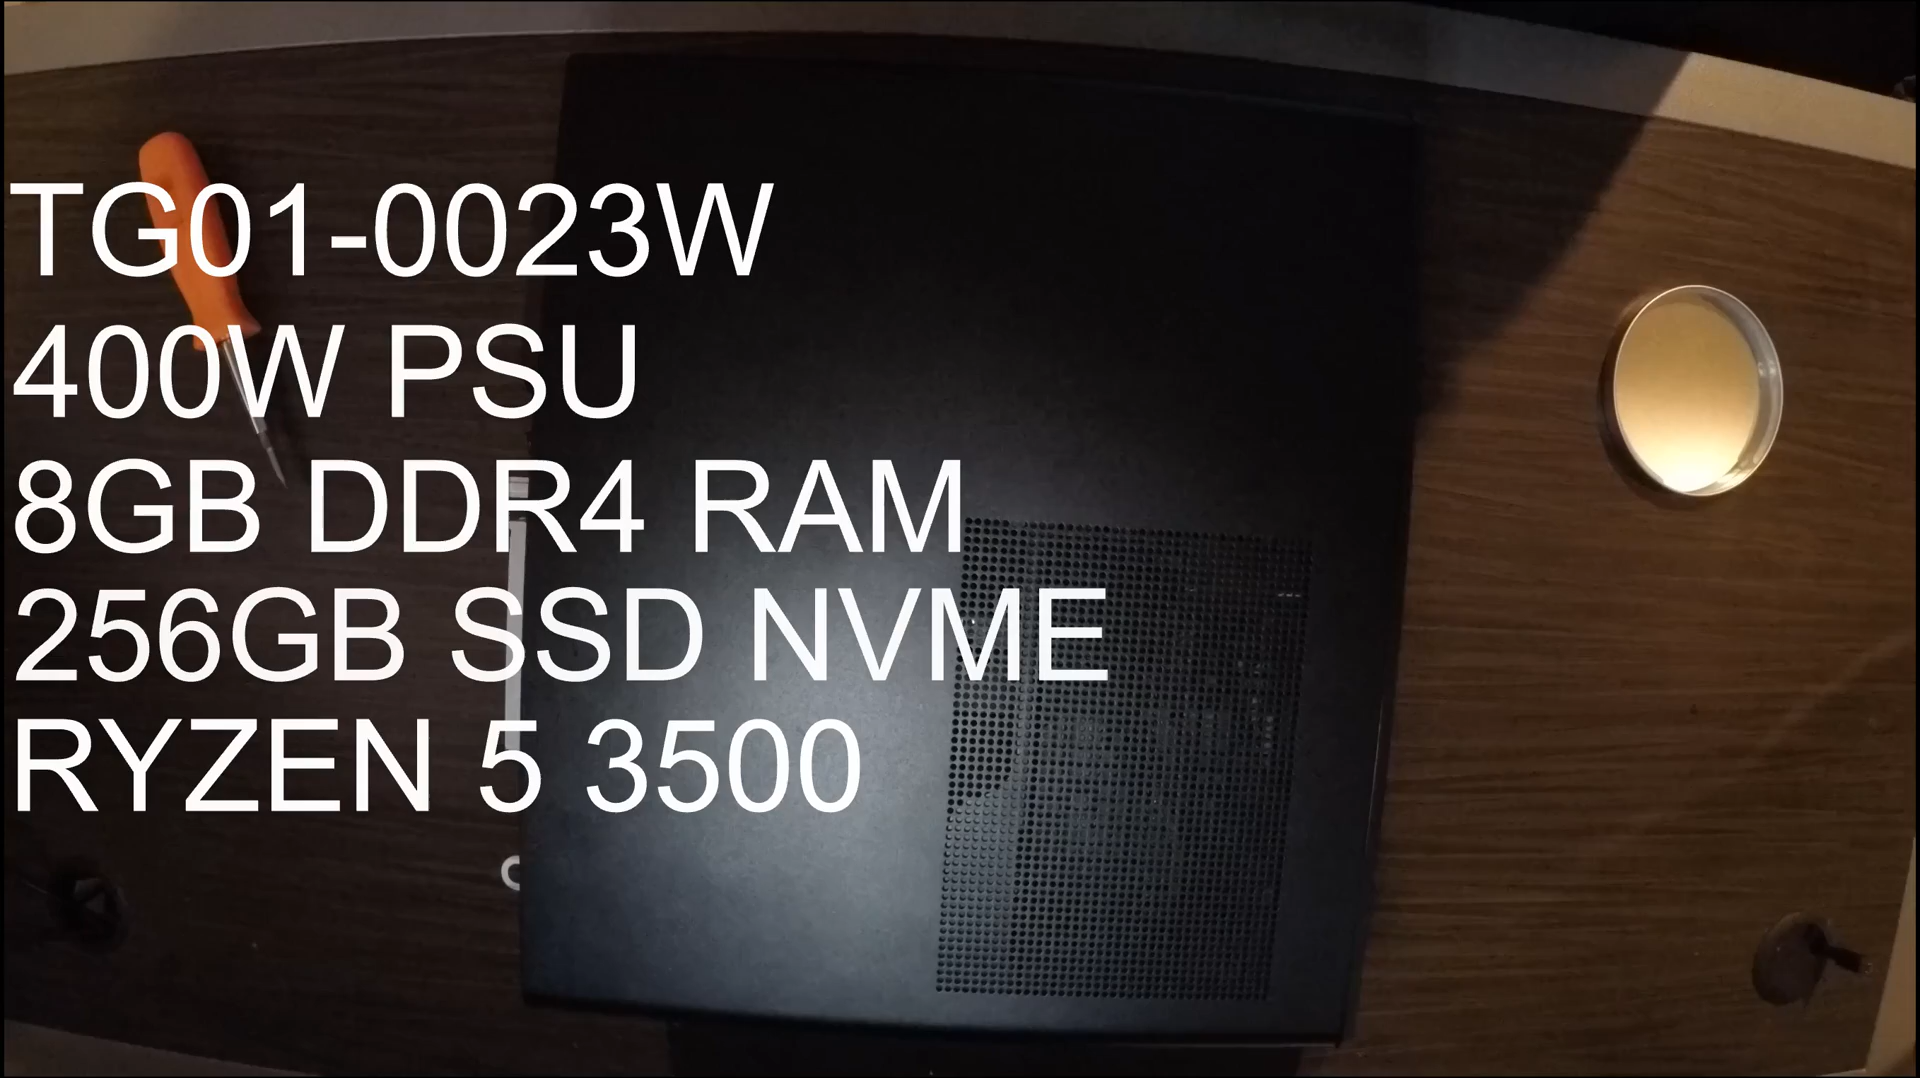 TG01-0023W
400W PSU
8GB DDR4 RAM
256GB SSD NVME
RYZEN 5 3500